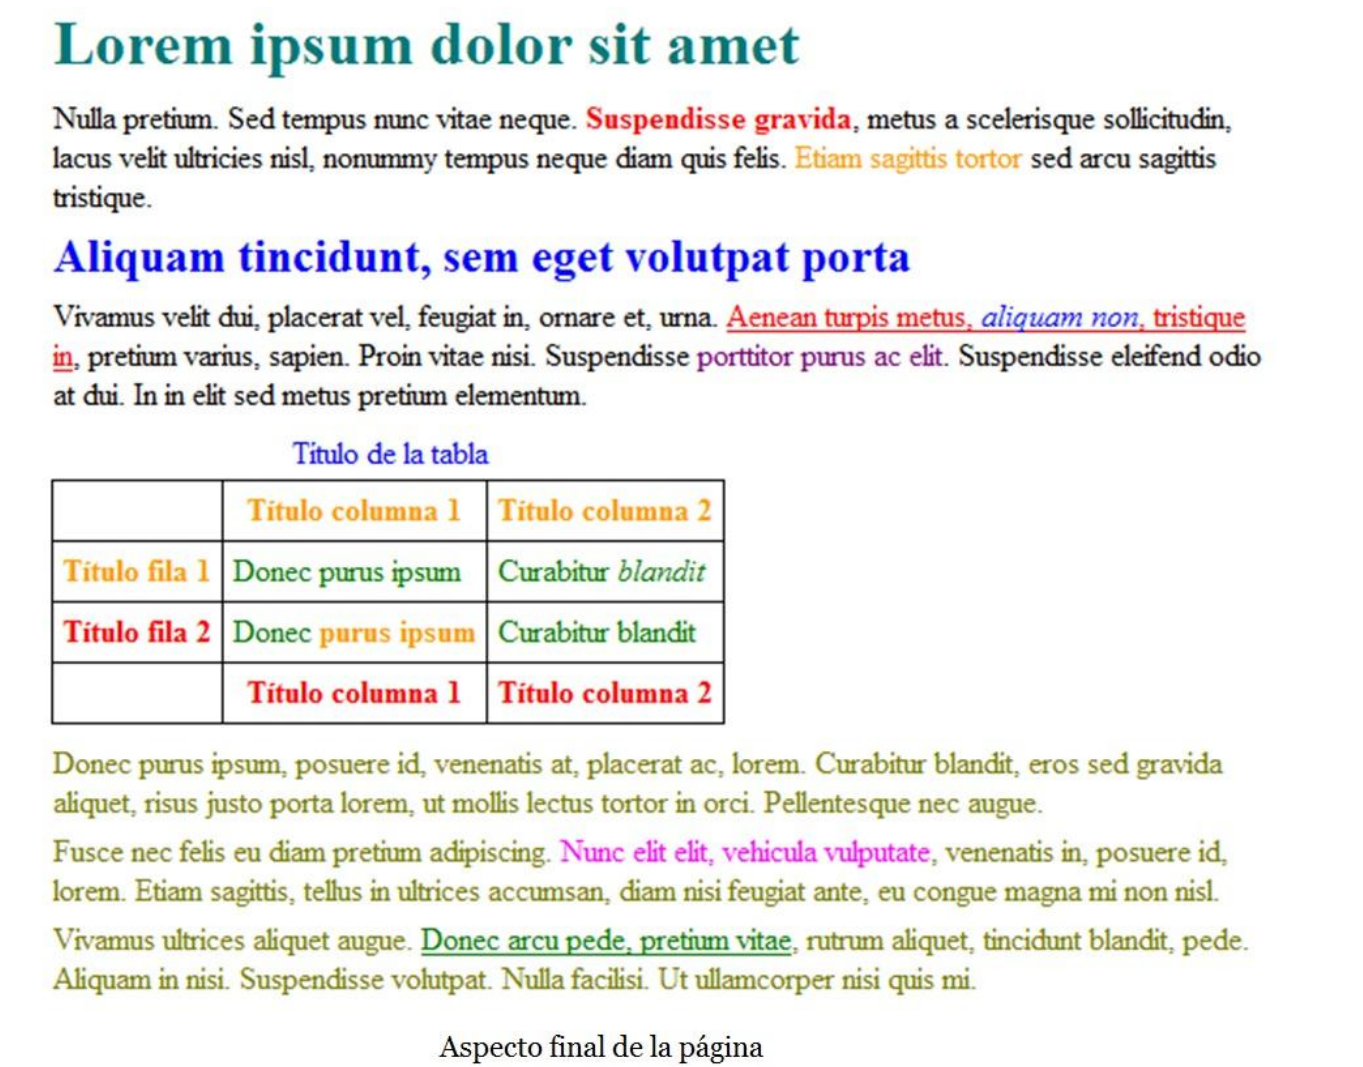 Lorem ipsum dolor sit amet
Nulla pretium. Sed tempus nunc vitae neque. Suspendisse gravida, metus a scelerisque sollicitudin,
lacus velit ultricies nisl, nonummy tempus neque diam quis felis. Etiam sagittis tortor sed arcu sagittis
tristique.
Aliquam tincidunt, sem eget volutpat porta
Vivamus velit dui, placerat vel, feugiat in, ornare et, urna. Aenean turpis metus, aliquam non, tristique
in, pretium varius, sapien. Proin vitae nisi. Suspendisse porttitor purus ac elit. Suspendisse eleifend odio
at dui. In in elit sed metus pretium elementum.
Título de la tabla
Título columna 1 Título columna 2
Título fila 1 Donec purus ipsum Curabitur blandit
Título fila 2 Donec purus ipsum Curabitur blandit
Título columna 1 Título columna 2
Donec purus ipsum, posuere id, venenatis at, placerat ac, lorem. Curabitur blandit, eros sed gravida
aliquet, risus justo porta lorem, ut mollis lectus tortor in orci. Pellentesque nec augue.
Fusce nec felis eu diam pretium adipiscing. Nunc elit elit, vehicula vulputate, venenatis in, posuere id,
lorem. Etiam sagittis, tellus in ultrices accumsan, diam nisi feugiat ante, eu congue magna mi non nisl.
Vivamus ultrices aliquet augue. Donec arcu pede, pretium vitae, rutrum aliquet, tincidunt blandit, pede.
Aliquam in nisi. Suspendisse volutpat. Nulla facilisi. Ut ullamcorper nisi quis mi.
Aspecto final de la página